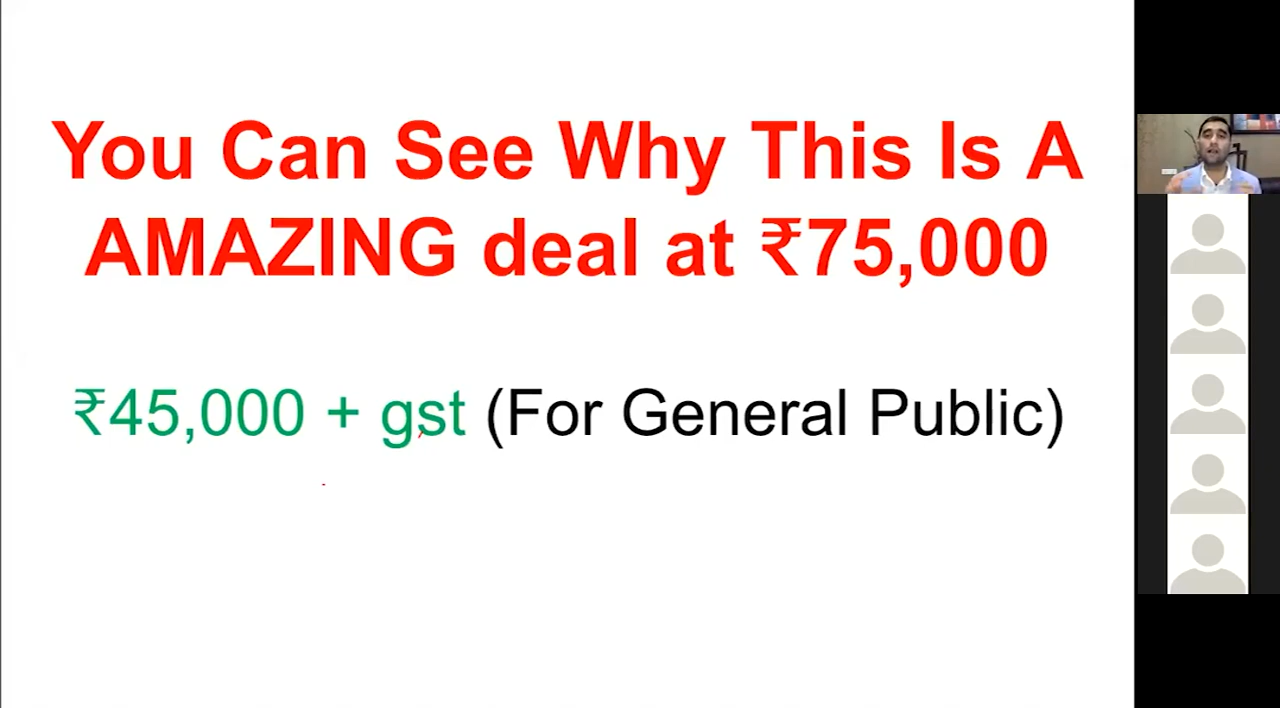 You Can See Why This Is A
AMAZING deal at ₹75,000
₹45,000 + gst (For General Public)